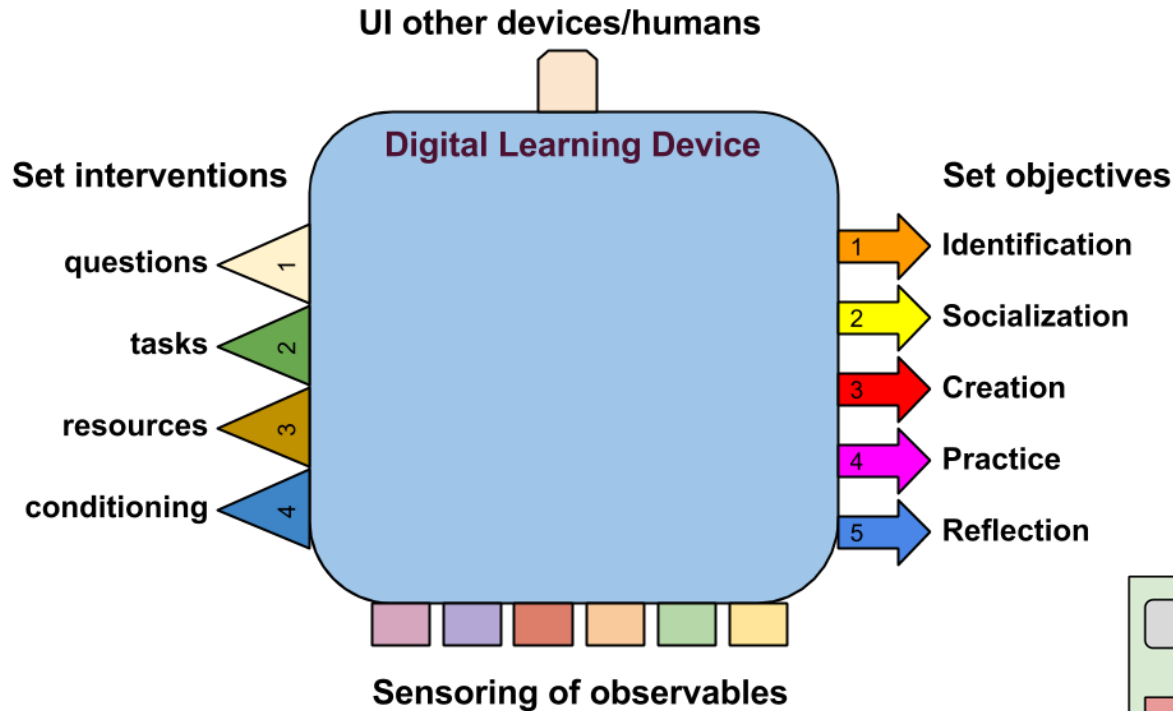 UI other devices/humans
Digital Learning Device
Set interventions
questions
1
tasks
2
resources
3
conditioning
4
Set objectives
1 Identification
2 Socialization
3 Creation
4 Practice
5 Reflection
Sensoring of observables